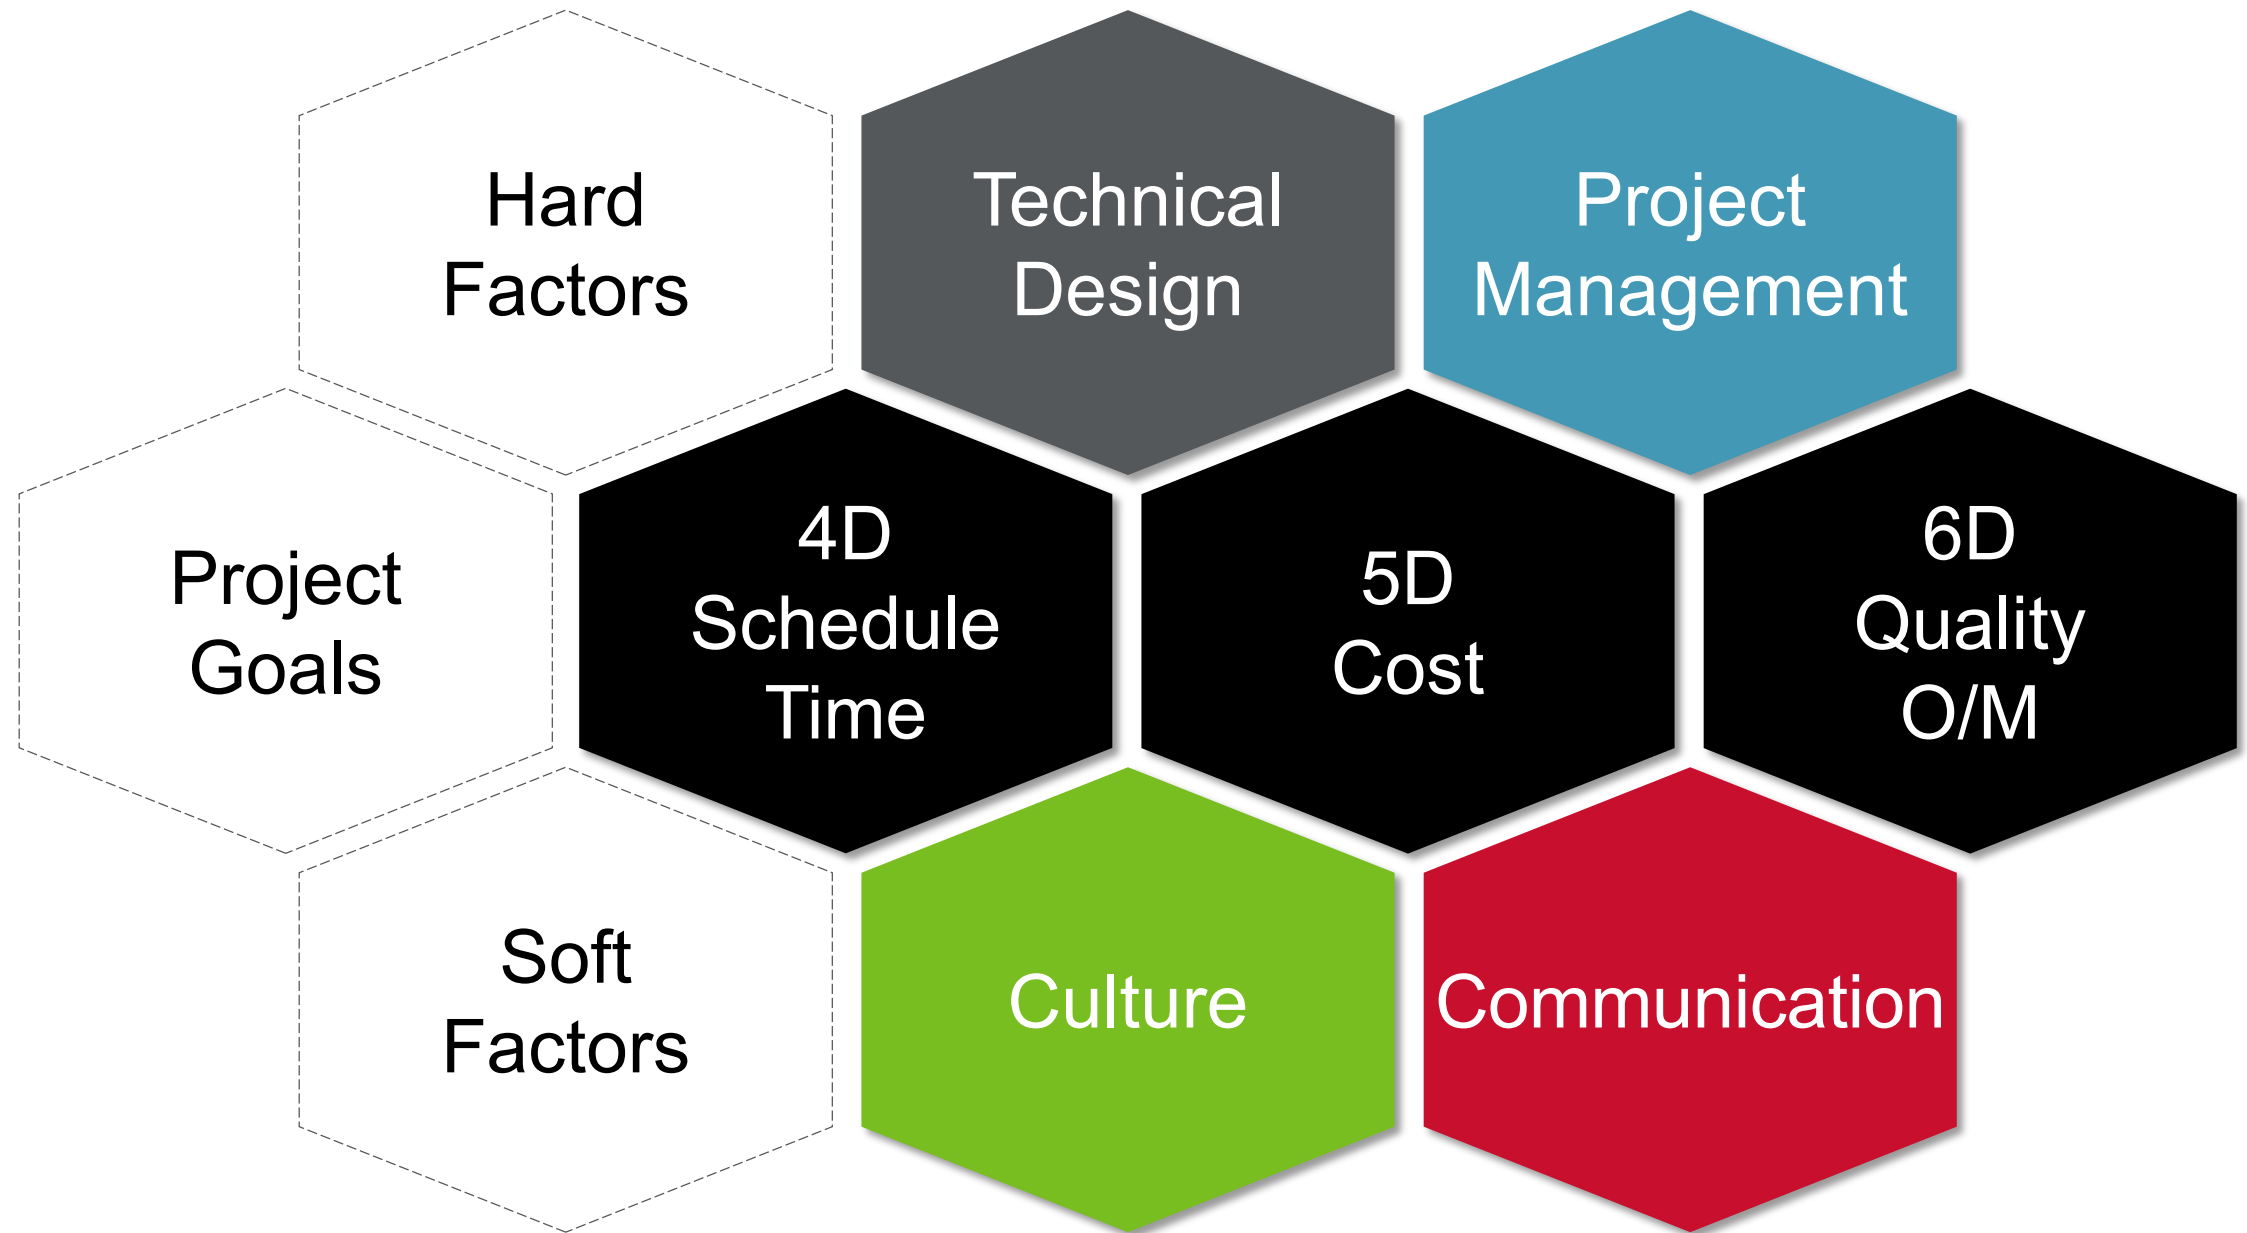 Hard
Factors
Technical
Design
Project
Management
Project
Goals
4D
Schedule
Time
5D
Cost
6D
Quality
O/M
Soft
Factors
Culture
Communication